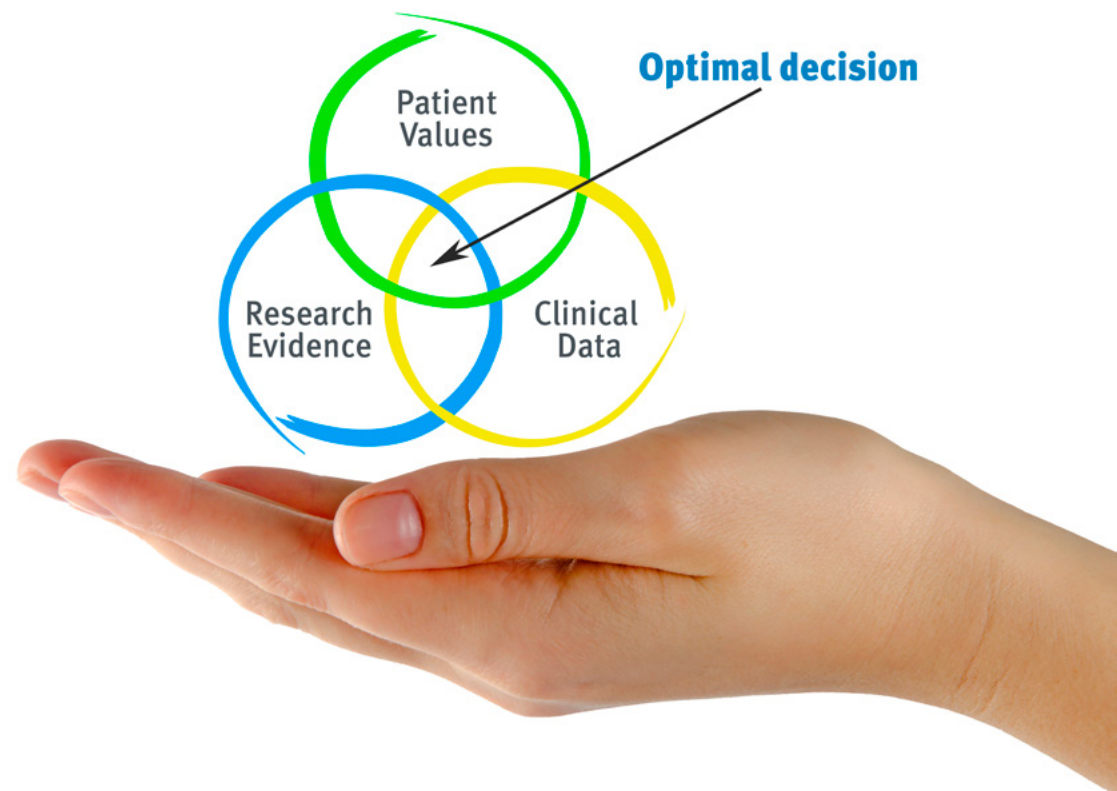 Optimal decision
Patient
Values
Research
Evidence
Clinical
Data